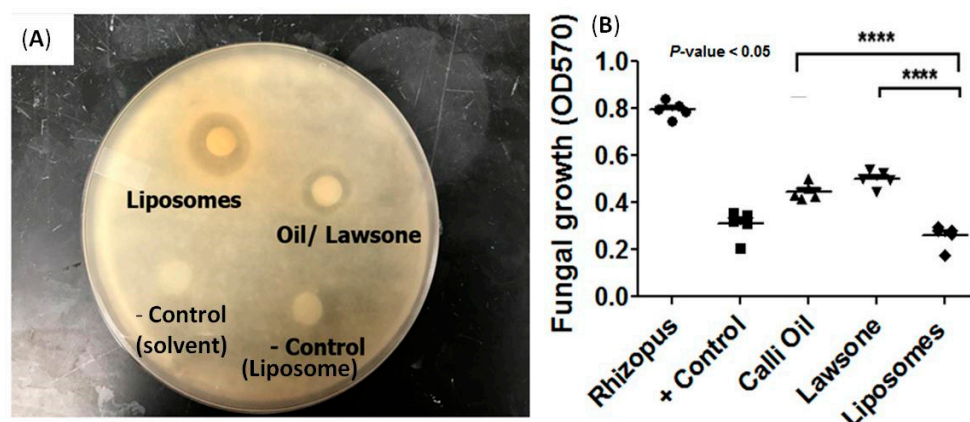 (A)
Liposomes
Oil/ Lawsone
- Control
(solvent)
- Control
(Liposome)
(B)
P-value < 0.05
****
****
Fungal growth (OD570)
1.0
0.8
0.6
0.4
0.2
0.0
Rhizopus
+ Control
Calli Oil
Lawsone
Liposomes